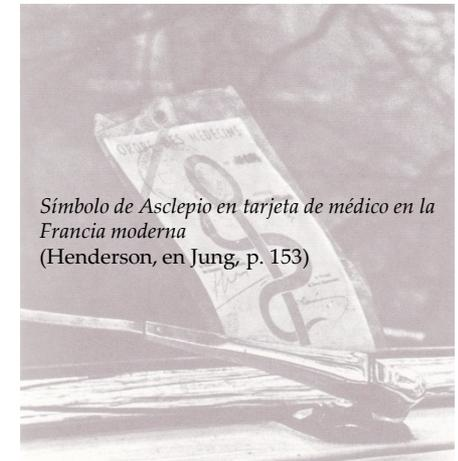 ORDRE DES MEDECINS
Símbolo de Asclepio en tarjeta de médico en la
Francia moderna
(Henderson, en Jung, p. 153)